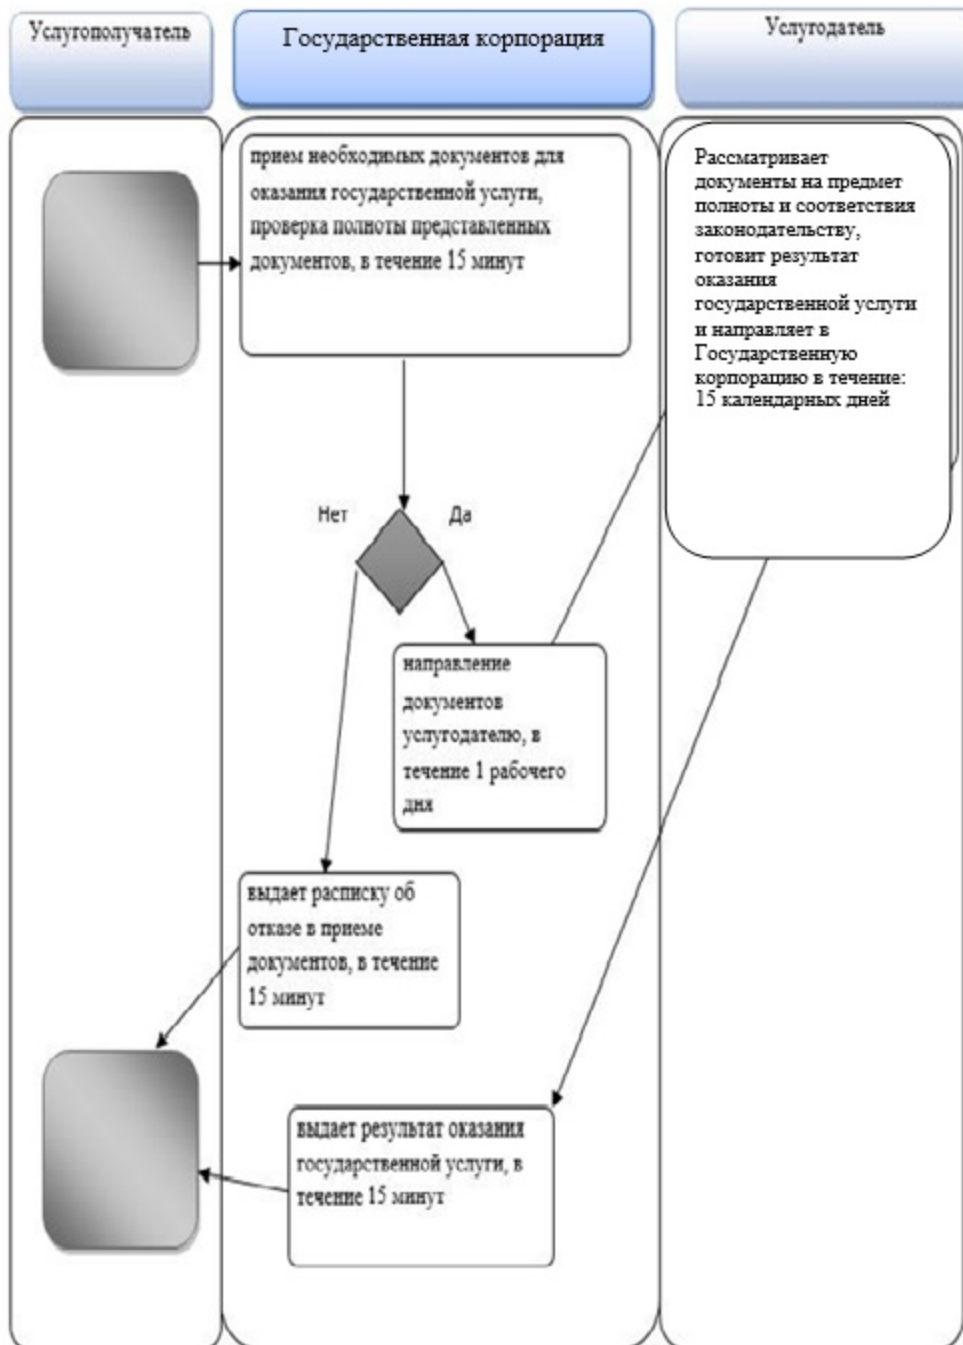 Услугополучатель
Государственная корпорация
Услугодатель
прием необходимых документов для
оказания государственной услуги,
проверка полноты представленных
документов, в течение 15 минут
Рассматривает
документы на предмет
полноты и соответствия
законодательству,
готовит результат
оказания
государственной услуги
и направляет в
Государственную
корпорацию в течение:
15 календарных дней
Нет
Да
направление
документов
услугодателю, в
течение 1 рабочего
дня
выдает расписку об
отказе в приеме
документов, в течение
15 минут
выдает результат оказания
государственной услуги, в
течение 15 минут